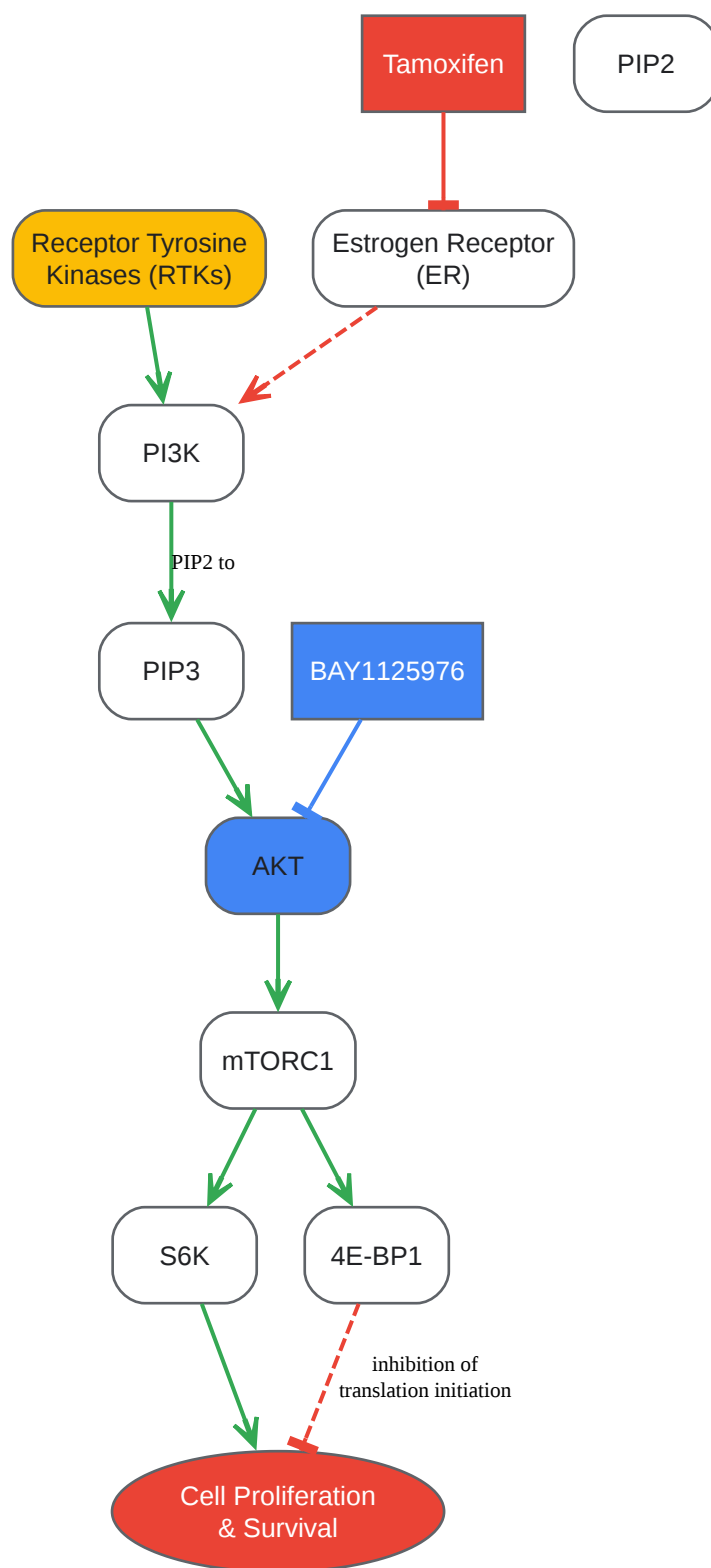 Tamoxifen
PIP2
Receptor Tyrosine
Kinases (RTKs)
Estrogen Receptor
(ER)
PI3K
PIP2 to
PIP3
BAY1125976
AKT
mTORC1
S6K
4E-BP1
inhibition of
translation initiation
Cell Proliferation
& Survival